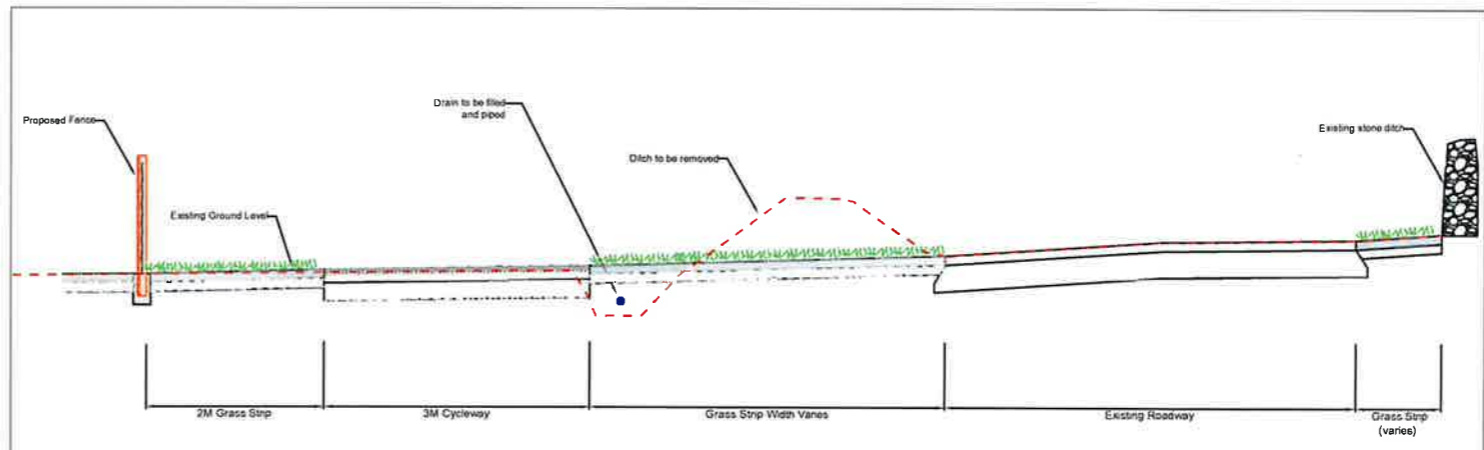 Drain to be filled
and piped
Proposed Fence
Existing stone ditch
Ditch to be removed
Existing Ground Level
2M Grass Strip
3M Cycleway
Grass Strip Width Varies
Existing Roadway
Grass Strip
(varies)